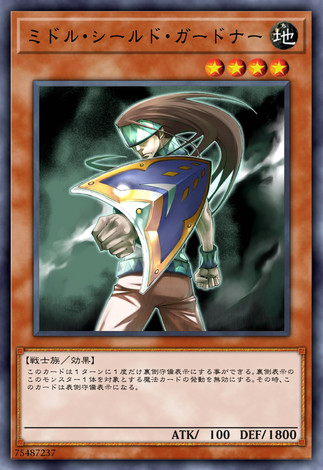 ミドル・シールド・ガードナー
地
【戦士族／効果】
このカードは１ターンに１度だけ裏側守備表示にする事ができる。裏側表示の
このモンスター１体を対象とする魔法カードの発動を無効にする。その時、こ
のカードは表側守備表示になる。
ATK/ 100 DEF/1800
75487237